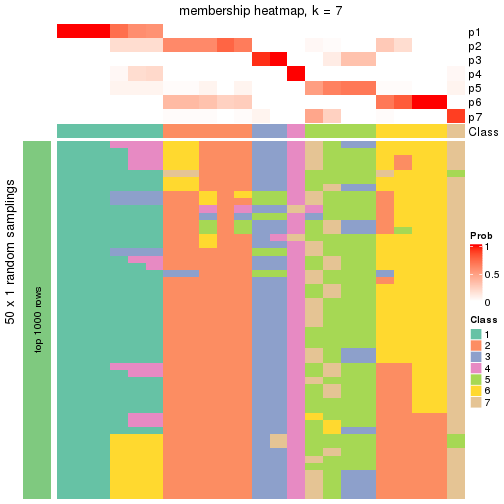 membership heatmap, k = 7
p1
p2
p3
p4
p5
p6
p7
Class
50 x 1 random samplings
top 1000 rows
Prob
1
0.5
0
Class
1
2
3
4
5
6
7